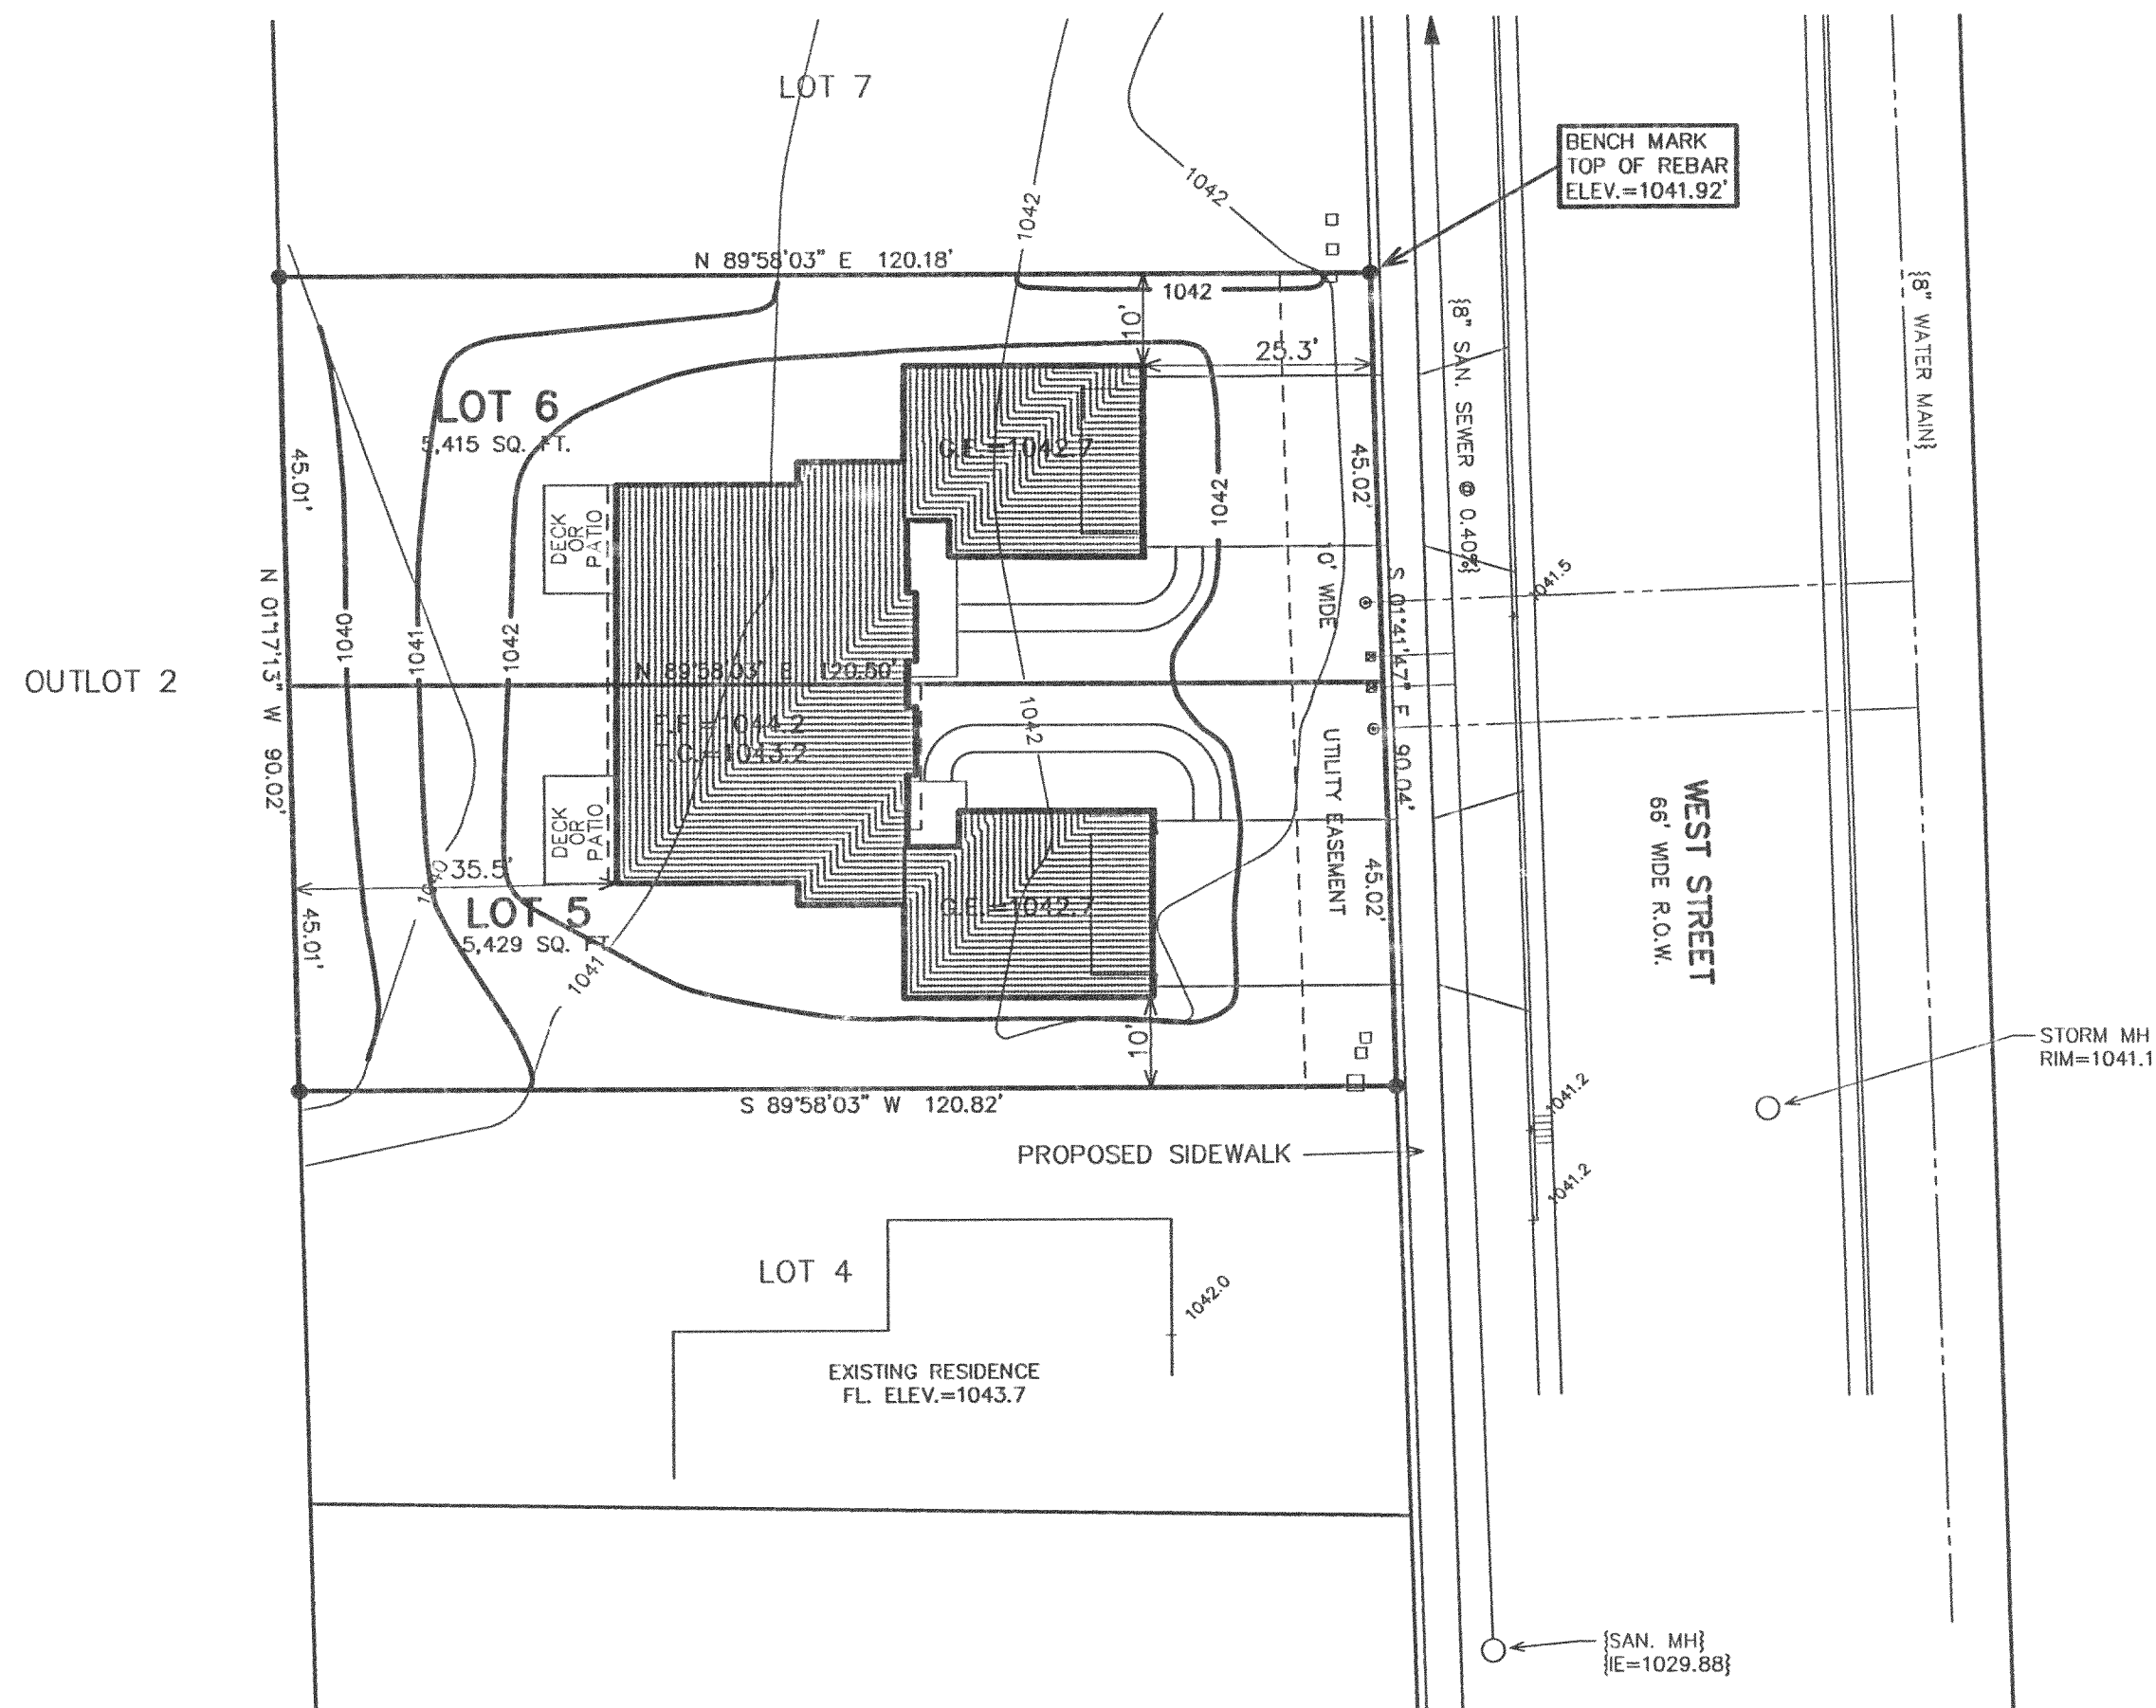 LOT 7
BENCH MARK
TOP OF REBAR
ELEV.=1041.92'
1042
1042
N 89°58'03" E 120.18'
1042
10'
25.3'
{8" SAN. SEWER @ 0.40%}
{8" WATER MAIN}
LOT 6
5,415 SQ. FT.
G.F.=1042.7
45.01'
45.02'
1042
DECK
OR
PATIO
10' WIDE
UTILITY EASEMENT
1041.5
1040
1041
1042
N 01°17'13" W 90.02'
S 01°41'47" E 90.04'
OUTLOT 2
N 89°58'03" E 120.50'
F.F.=1044.2
T.C.=1043.2
1042
WEST STREET
66' WIDE R.O.W.
DECK
OR
PATIO
35.5'
1040
LOT 5
5,429 SQ. FT.
G.F.=1042.7
45.01'
45.02'
1041
10'
STORM MH
RIM=1041.1
S 89°58'03" W 120.82'
1041.2
PROPOSED SIDEWALK
1041.2
LOT 4
1042.0
EXISTING RESIDENCE
FL. ELEV.=1043.7
{SAN. MH}
{IE=1029.88}